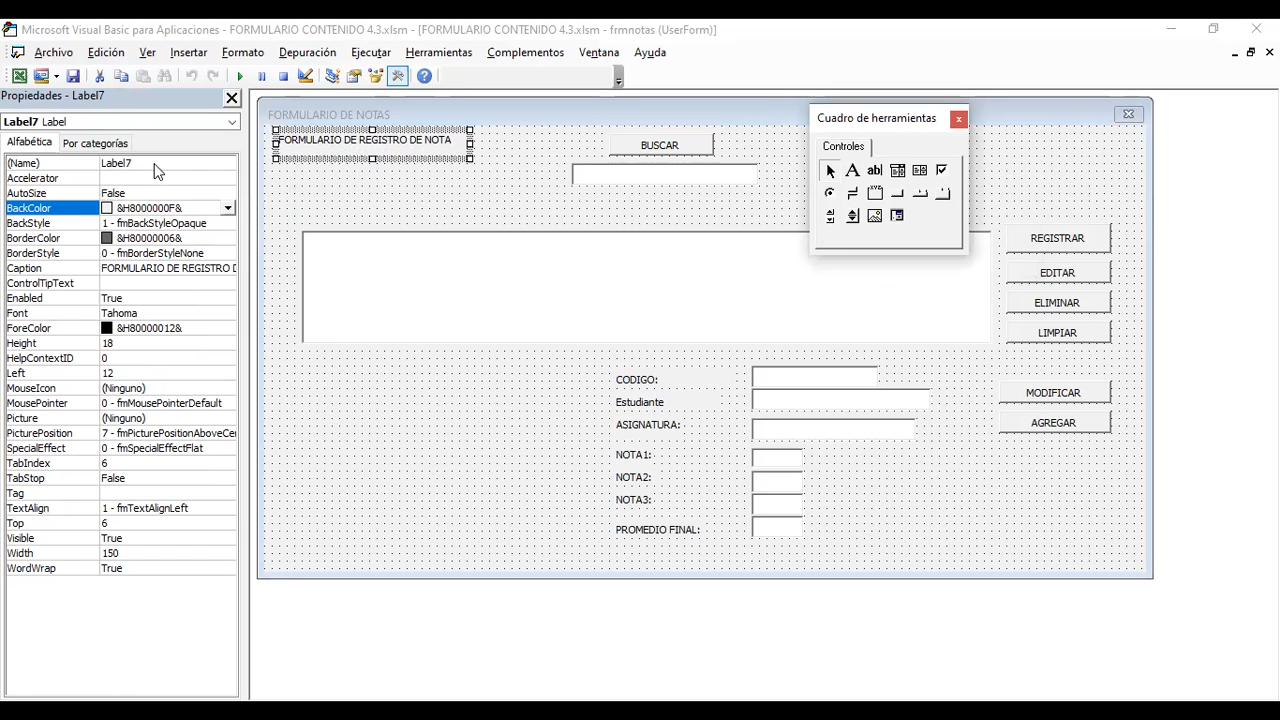 Microsoft Visual Basic para Aplicaciones - FORMULARIO CONTENIDO 4.3.xlsm - [FORMULARIO CONTENIDO 4.3.xlsm - frmnotas (UserForm)]
Archivo Edición Ver Insertar Formato Depuración Ejecutar Herramientas Complementos Ventana Ayuda
Propiedades - Label7
Label7 Label
Alfabética Por categorías
(Name) Label7
Accelerator
AutoSize False
BackColor &H8000000F&
BackStyle 1 - fmBackStyleOpaque
BorderColor &H80000006&
BorderStyle 0 - fmBorderStyleNone
Caption FORMULARIO DE REGISTRO D
ControlTipText
Enabled True
Font Tahoma
ForeColor &H80000012&
Height 18
HelpContextID 0
Left 12
MouseIcon (Ninguno)
MousePointer 0 - fmMousePointerDefault
Picture (Ninguno)
PicturePosition 7 - fmPicturePositionAboveCer
SpecialEffect 0 - fmSpecialEffectFlat
TabIndex 6
TabStop False
Tag
TextAlign 1 - fmTextAlignLeft
Top 6
Visible True
Width 150
WordWrap True
FORMULARIO DE NOTAS
FORMULARIO DE REGISTRO DE NOTA
BUSCAR
Cuadro de herramientas
Controles
A ab|
REGISTRAR
EDITAR
ELIMINAR
LIMPIAR
CODIGO:
Estudiante
ASIGNATURA:
NOTA1:
NOTA2:
NOTA3:
PROMEDIO FINAL:
MODIFICAR
AGREGAR